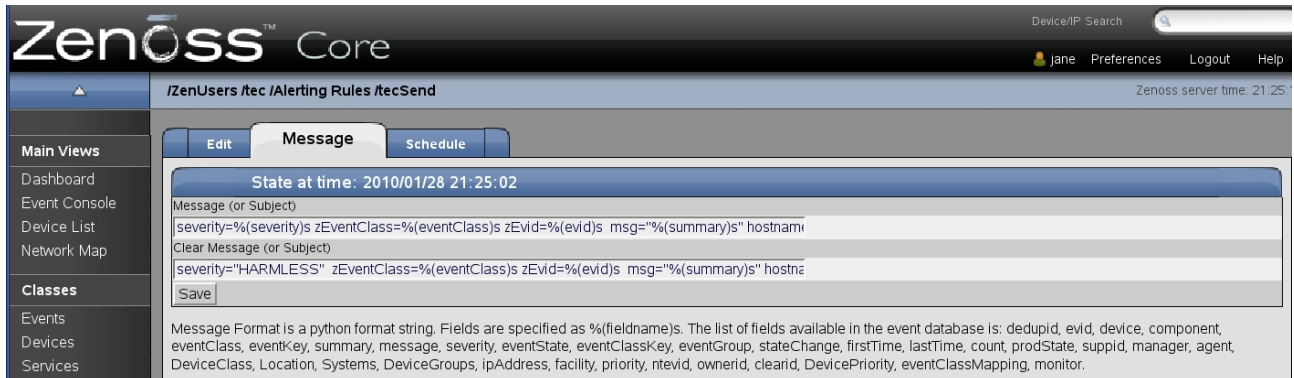 Zenoss™ Core
Device/IP Search
jane Preferences Logout Help
/ZenUsers /tec /Alerting Rules /tecSend
Zenoss server time: 21:25:
Main Views
Dashboard
Event Console
Device List
Network Map
Classes
Events
Devices
Services
Edit Message Schedule
State at time: 2010/01/28 21:25:02
Message (or Subject)
severity=%(severity)s zEventClass=%(eventClass)s zEvid=%(evid)s msg="%(summary)s" hostname
Clear Message (or Subject)
severity="HARMLESS" zEventClass=%(eventClass)s zEvid=%(evid)s msg="%(summary)s" hostna
Save
Message Format is a python format string. Fields are specified as %(fieldname)s. The list of fields available in the event database is: dedupid, evid, device, component,
eventClass, eventKey, summary, message, severity, eventState, eventClassKey, eventGroup, stateChange, firstTime, lastTime, count, prodState, suppid, manager, agent,
DeviceClass, Location, Systems, DeviceGroups, ipAddress, facility, priority, ntevid, ownerid, clearid, DevicePriority, eventClassMapping, monitor.